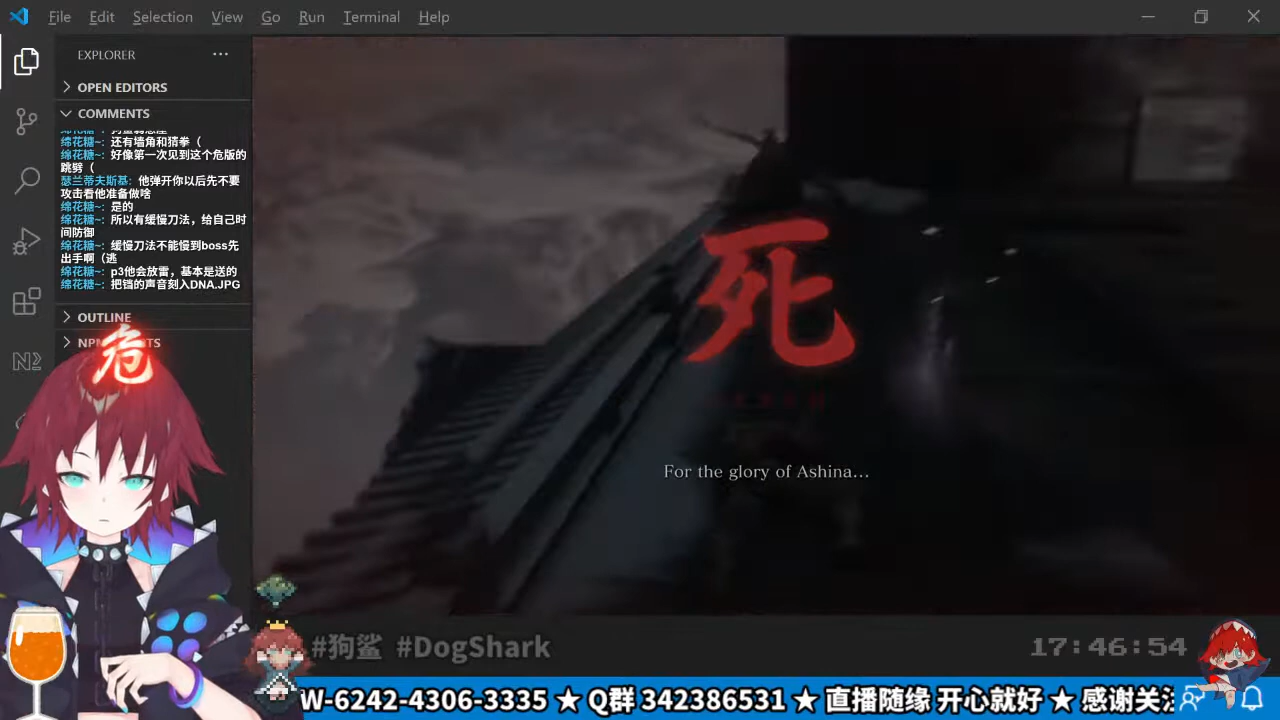 File Edit Selection View Go Run Terminal Help
EXPLORER
OPEN EDITORS
COMMENTS
绵花糖~: 还有墙角和猜拳（
绵花糖~: 好像第一次见到这个危版的
跳劈（
瑟兰蒂夫斯基: 他弹开你以后先不要
攻击看他准备做啥
绵花糖~: 是的
绵花糖~: 所以有缓慢刀法，给自己时
间防御
绵花糖~: 缓慢刀法不能慢到boss先
出手啊（逃
绵花糖~: p3他会放雷，基本是送的
绵花糖~: 把铛的声音刻入DNA.JPG
OUTLINE
危
死
For the glory of Ashina...
#狗鲨 #DogShark
17:46:54
W-6242-4306-3335 ★ Q群 342386531 ★ 直播随缘 开心就好 ★ 感谢关注